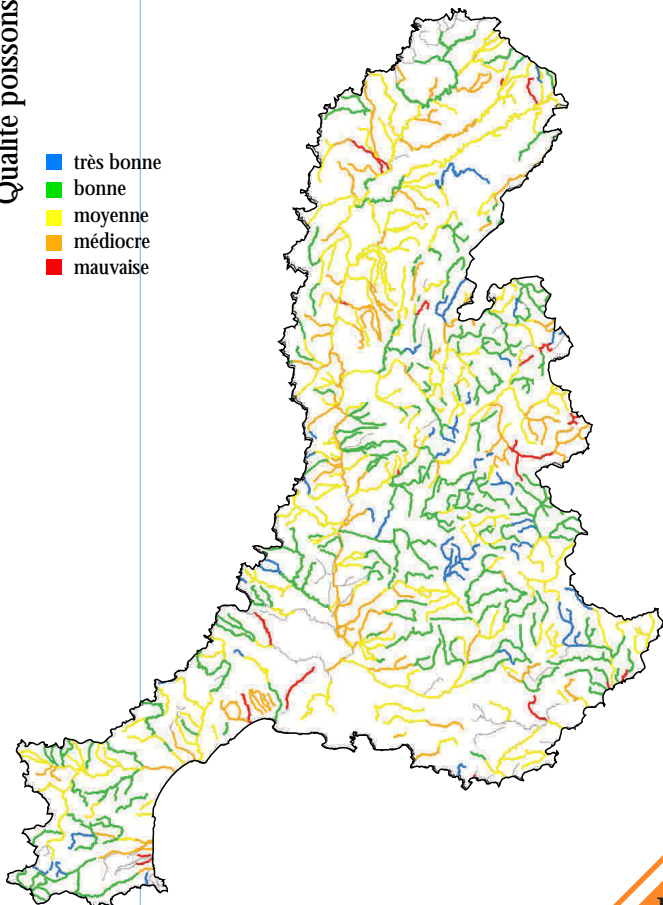 Qualité poissons
très bonne
bonne
moyenne
médiocre
mauvaise